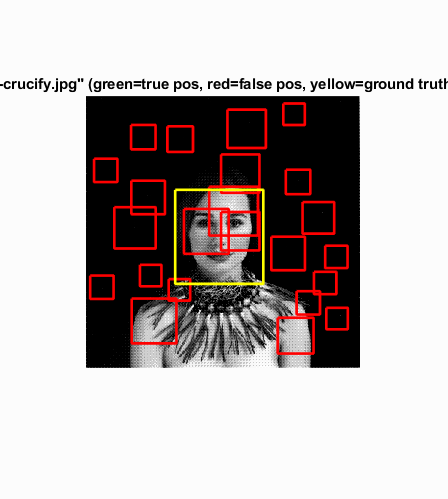 -crucify.jpg" (green=true pos, red=false pos, yellow=ground truth